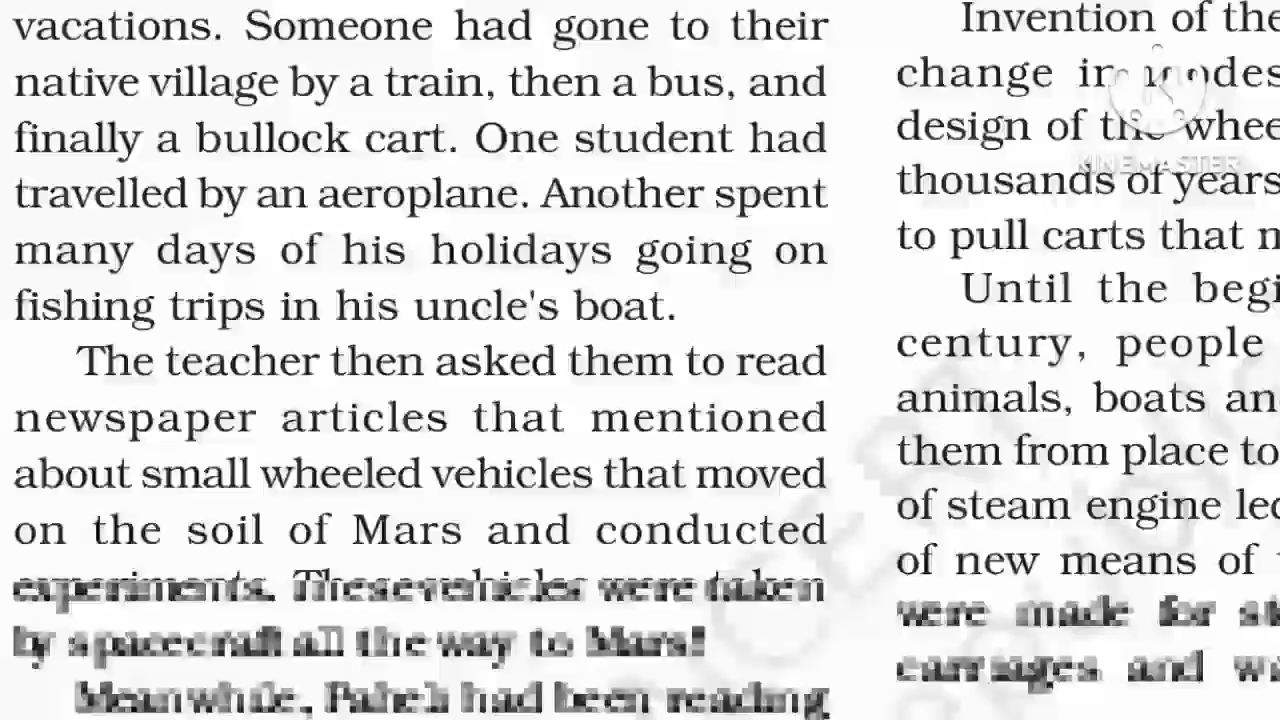 vacations. Someone had gone to their
native village by a train, then a bus, and
finally a bullock cart. One student had
travelled by an aeroplane. Another spent
many days of his holidays going on
fishing trips in his uncle's boat.
The teacher then asked them to read
newspaper articles that mentioned
about small wheeled vehicles that moved
on the soil of Mars and conducted
experiments. These vehicles were taken
by spacecraft all the way to Mars!
Meanwhile, Paheli had been reading
Invention of the
change in modes
design of the whee
thousands of years
to pull carts that m
Until the begi
century, people
animals, boats an
them from place to
of steam engine led
of new means of
were made for st
carriages and wa
KINEMASTER